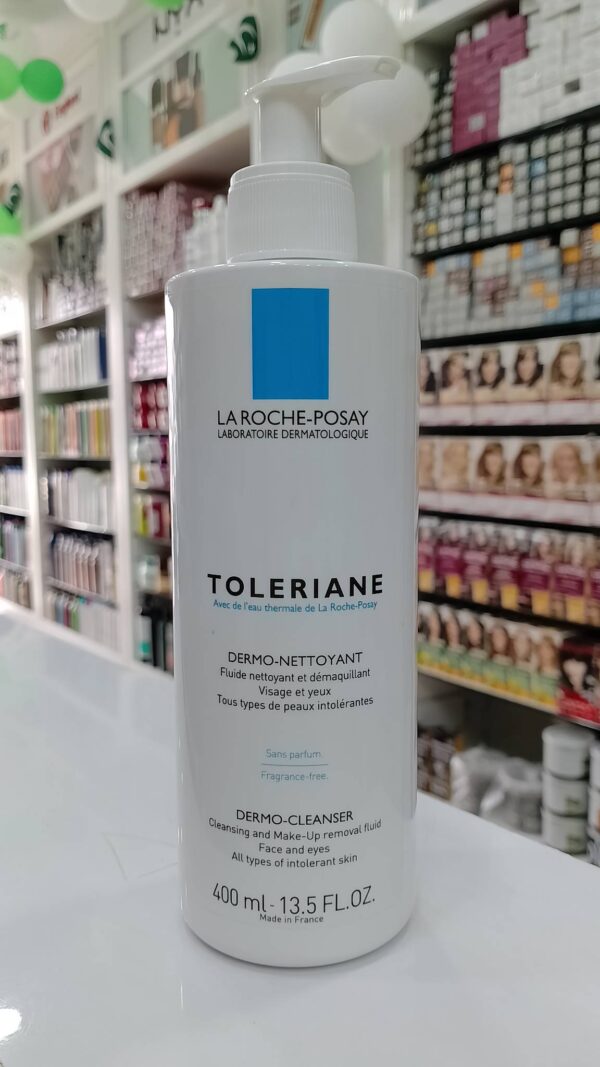 LA ROCHE-POSAY
LABORATOIRE DERMATOLOGIQUE
TOLERIANE
Avec de l'eau thermale de La Roche-Posay
DERMO-NETTOYANT
Fluide nettoyant et démaquillant
Visage et yeux
Tous types de peaux intolérantes
Sans parfum.
Fragrance-free.
DERMO-CLEANSER
Cleansing and Make-Up removal fluid
Face and eyes
All types of intolerant skin
400 ml - 13.5 FL.OZ.
Made in France